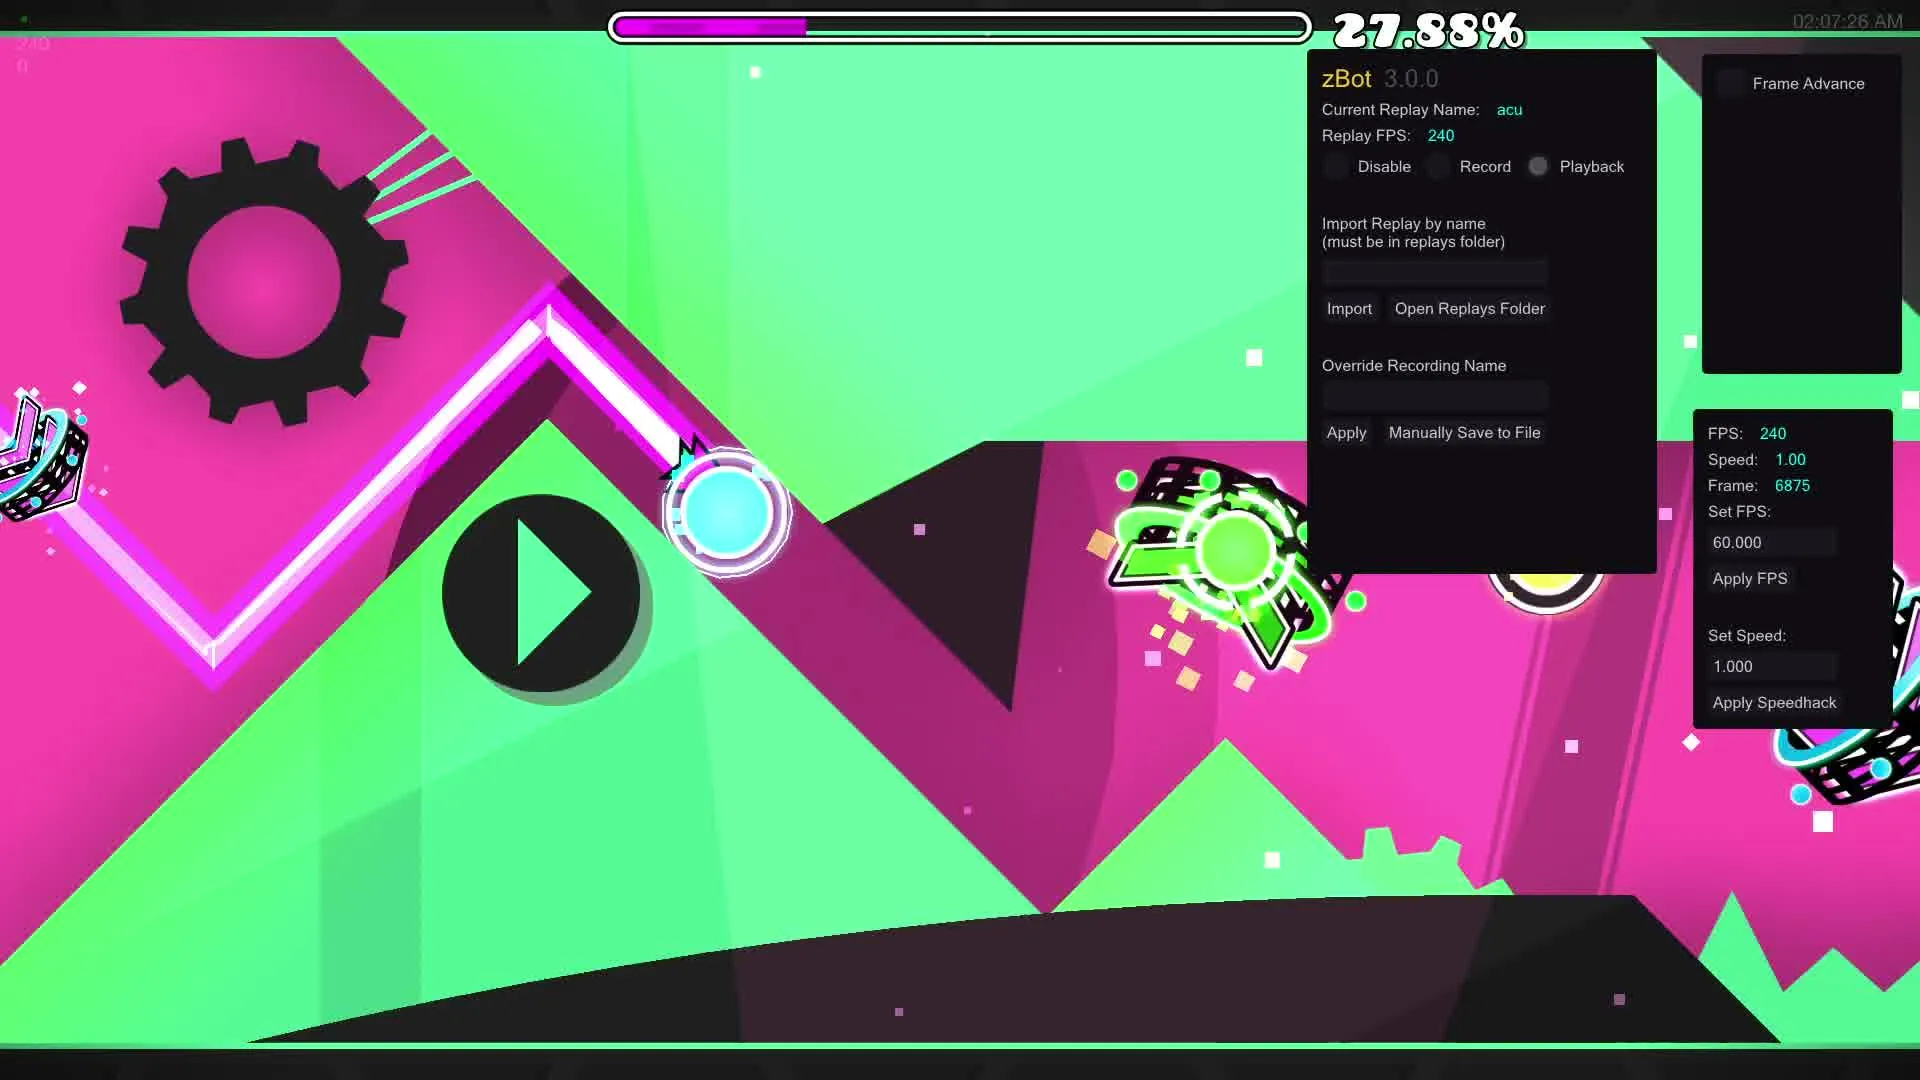 27.88%
02:07:26 AM
240
0
zBot 3.0.0
Current Replay Name: acu
Replay FPS: 240
Disable Record Playback
Import Replay by name
(must be in replays folder)
Import Open Replays Folder
Override Recording Name
Apply Manually Save to File
Frame Advance
FPS: 240
Speed: 1.00
Frame: 6875
Set FPS:
60.000
Apply FPS
Set Speed:
1.000
Apply Speedhack